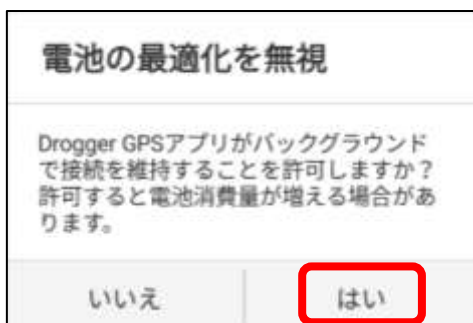 電池の最適化を無視
Drogger GPSアプリがバックグラウンド
で接続を維持することを許可しますか？
許可すると電池消費量が増える場合があ
ります。
いいえ
はい